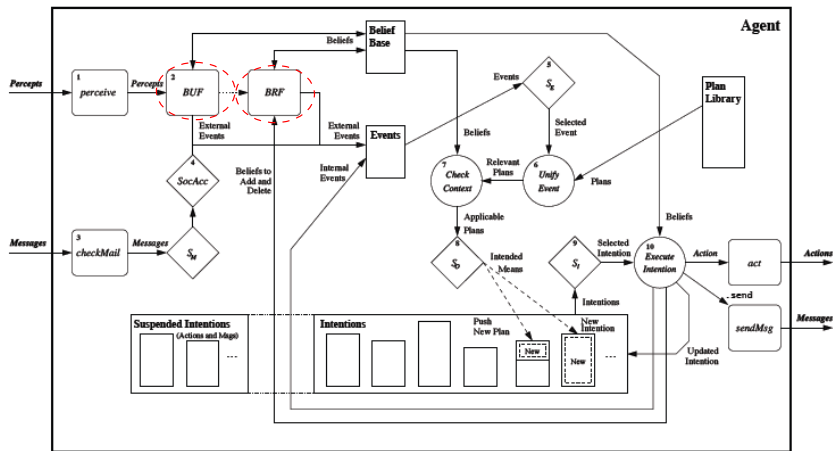 Agent
Belief
Base
Beliefs
Percepts
1
perceive
Percepts
2
BUF
BRF
Events
5
S_E
Plan
Library
External
Events
External
Events
Events
Selected
Event
Beliefs
4
SocAcc
Beliefs to
Add and
Delete
Internal
Events
7
Check
Context
Relevant
Plans
6
Unify
Event
Plans
Beliefs
Messages
3
checkMail
Messages
S_M
Applicable
Plans
8
S_O
Intended
Means
9
S_I
Selected
Intention
10
Execute
Intention
Action
act
Actions
.send
sendMsg
Messages
Intentions
Suspended Intentions
(Actions and Msgs)
...
Intentions
Push
New Plan
New
Intention
New
New
...
Updated
Intention